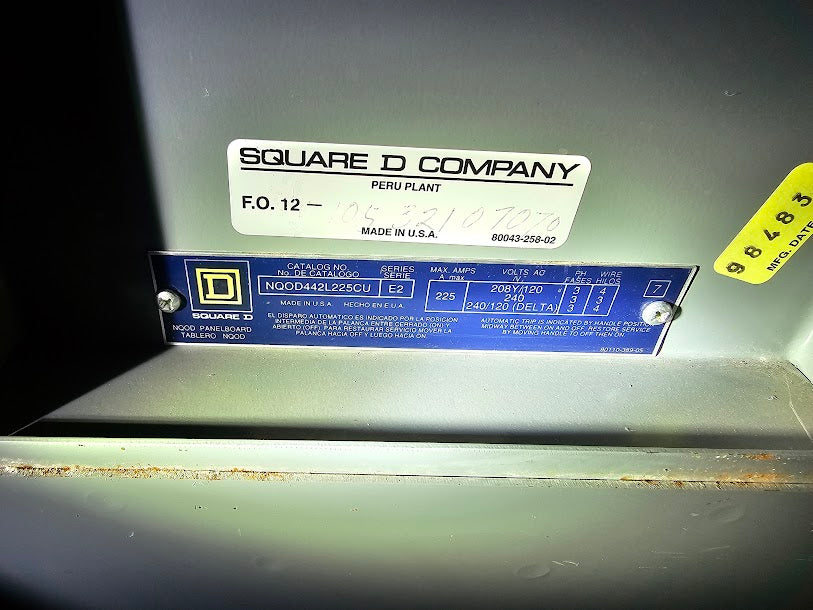 SQUARE D COMPANY
PERU PLANT
F.O. 12 —
MADE IN U.S.A.
80043-258-02
98483
MFG. DATE
CATALOG NO.
No. DE CATÁLOGO
NQOD442L225CU
SERIES
SERIE
E2
MADE IN U.S.A. HECHO EN E.U.A.
MAX. AMPS
A max.
225
VOLTS AC
208Y/120
240
240/120 (DELTA)
PH WIRE
FASES HILOS
3 4
3 3
3 4
7
D
SQUARE D
NQOD PANELBOARD
TABLERO NQOD
EL DISPARO AUTOMATICO ES INDICADO POR LA POSICION
INTERMEDIA DE LA PALANCA ENTRE CERRADO (ON) Y
ABIERTO (OFF). PARA RESTAURAR SERVICIO MOVER LA
PALANCA HACIA OFF Y LUEGO HACIA ON.
AUTOMATIC TRIP IS INDICATED BY HANDLE POSITION
MIDWAY BETWEEN ON AND OFF. RESTORE SERVICE
BY MOVING HANDLE TO OFF THEN ON.
80110-389-05